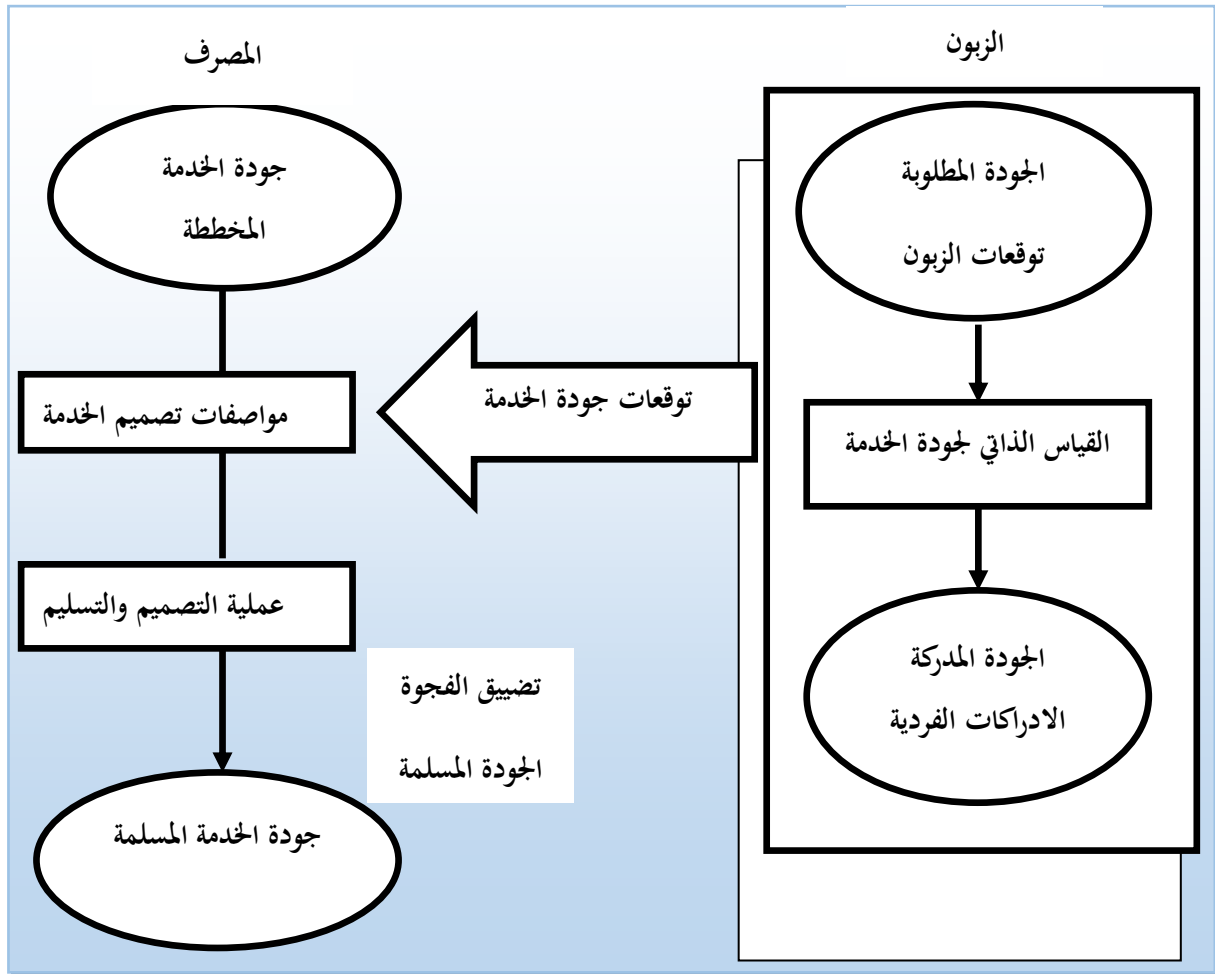 الزبون
الجودة المطلوبة
توقعات الزبون
القياس الذاتي لجودة الخدمة
الجودة المدركة
الادراكات الفردية
توقعات جودة الخدمة
المصرف
جودة الخدمة
المخططة
مواصفات تصميم الخدمة
عملية التصميم والتسليم
تضييق الفجوة
الجودة المسلمة
جودة الخدمة المسلمة